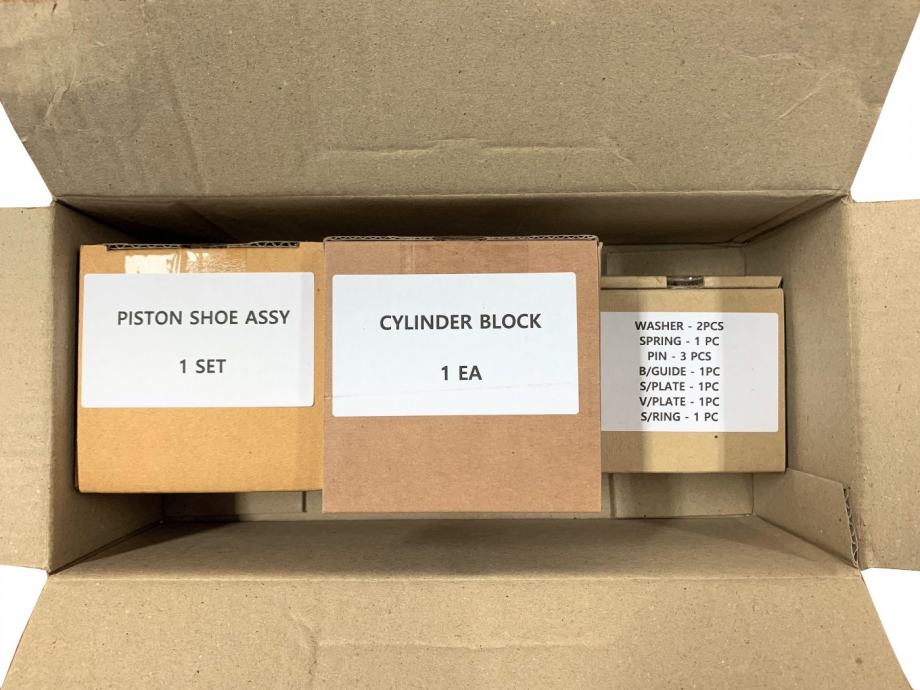 PISTON SHOE ASSY
1 SET
CYLINDER BLOCK
1 EA
WASHER - 2PCS
SPRING - 1 PC
PIN - 3 PCS
B/GUIDE - 1PC
S/PLATE - 1PC
V/PLATE - 1PC
S/RING - 1 PC